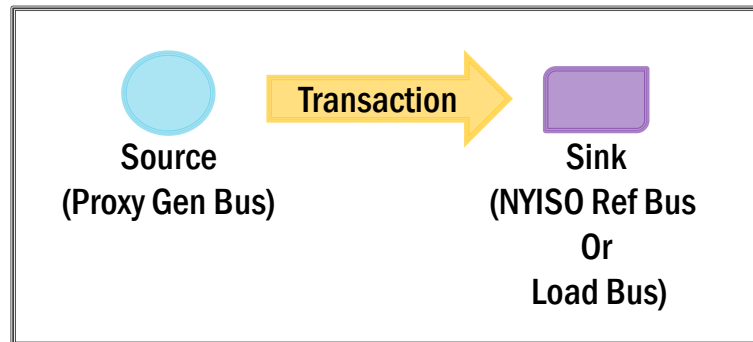 Transaction
Source
(Proxy Gen Bus)
Sink
(NYISO Ref Bus
Or
Load Bus)